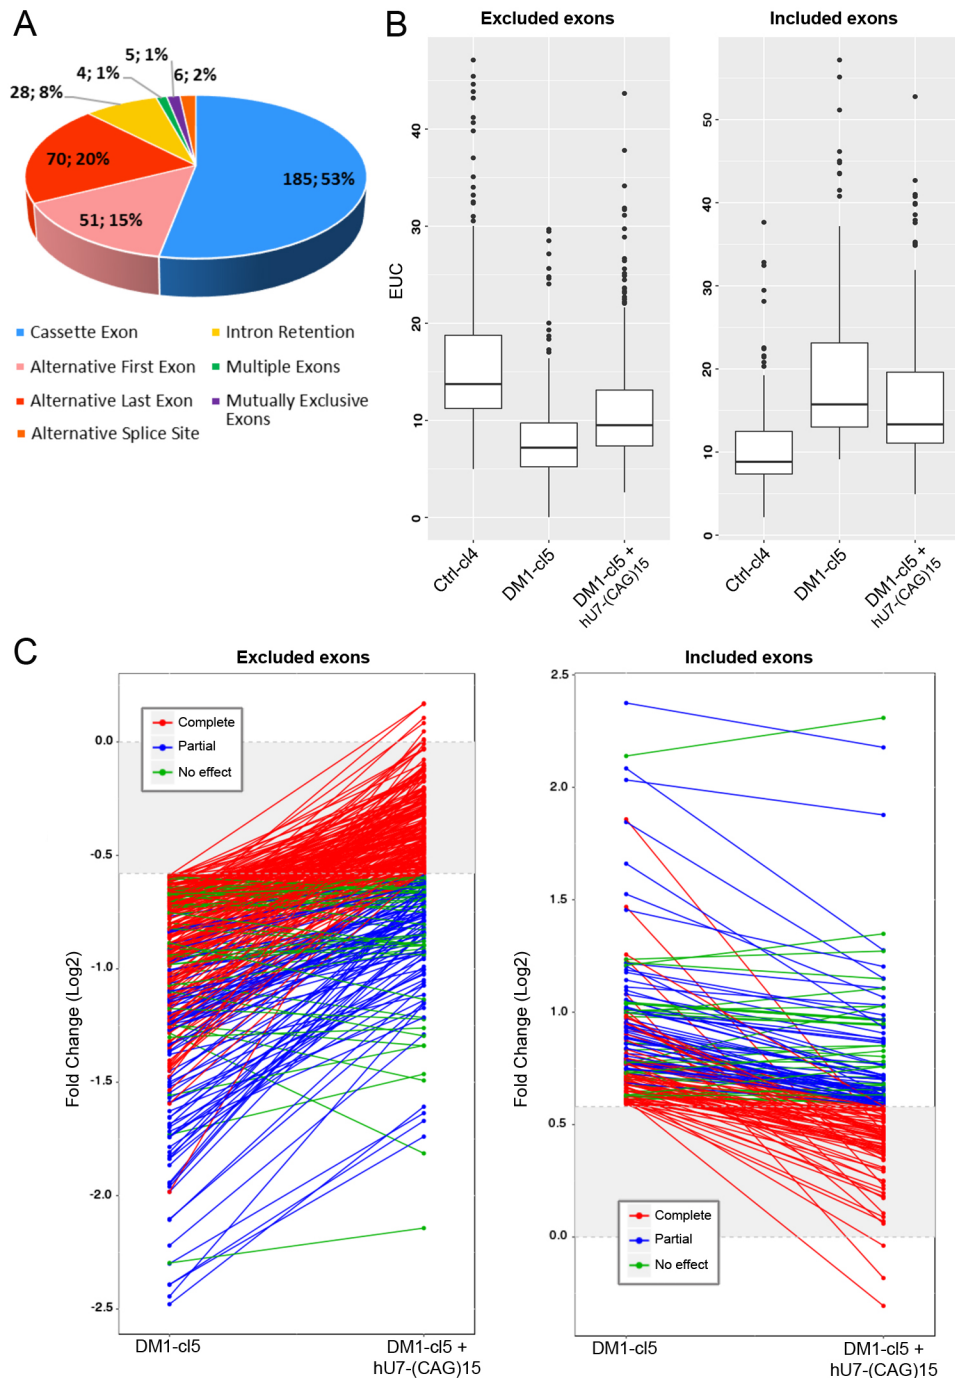 A
5; 1%
4; 1%
6; 2%
28; 8%
70; 20%
185; 53%
51; 15%
Cassette Exon
Intron Retention
Alternative First Exon
Multiple Exons
Alternative Last Exon
Mutually Exclusive
Exons
Alternative Splice Site
B
Excluded exons
Included exons
EUC
40
30
20
10
0
50
40
30
20
10
0
Ctrl-cl4
DM1-cl5
DM1-cl5 +
hU7-(CAG)15
Ctrl-cl4
DM1-cl5
DM1-cl5 +
hU7-(CAG)15
C
Excluded exons
Fold Change (Log2)
0.0
-0.5
-1.0
-1.5
-2.0
-2.5
Complete
Partial
No effect
DM1-cl5
DM1-cl5 +
hU7-(CAG)15
Included exons
Fold Change (Log2)
2.5
2.0
1.5
1.0
0.5
0.0
Complete
Partial
No effect
DM1-cl5
DM1-cl5 +
hU7-(CAG)15